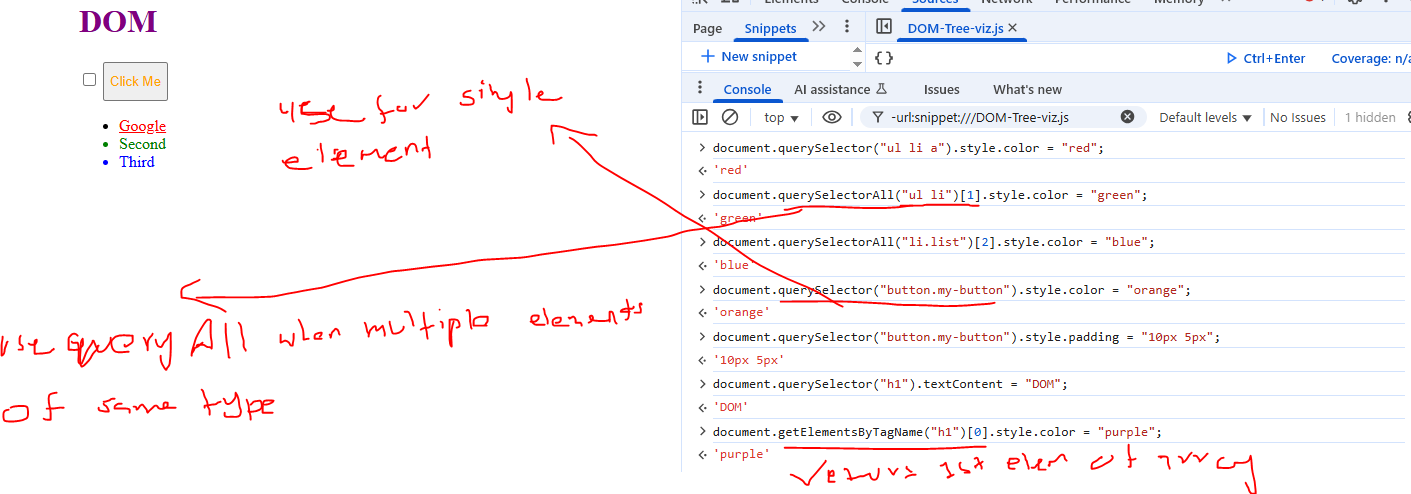 DOM
Click Me
Google
Second
Third
use for single
element
use query All when multiple elements
of same type
Elements Console Sources Network Performance Memory
Page Snippets DOM-Tree-viz.js
New snippet
{} Ctrl+Enter Coverage: n/a
Console AI assistance Issues What's new
top -url:snippet:///DOM-Tree-viz.js Default levels No Issues 1 hidden
> document.querySelector("ul li a").style.color = "red";
'red'
> document.querySelectorAll("ul li")[1].style.color = "green";
'green'
> document.querySelectorAll("li.list")[2].style.color = "blue";
'blue'
> document.querySelector("button.my-button").style.color = "orange";
'orange'
> document.querySelector("button.my-button").style.padding = "10px 5px";
'10px 5px'
> document.querySelector("h1").textContent = "DOM";
'DOM'
> document.getElementsByTagName("h1")[0].style.color = "purple";
'purple'
returns 1st elem of array